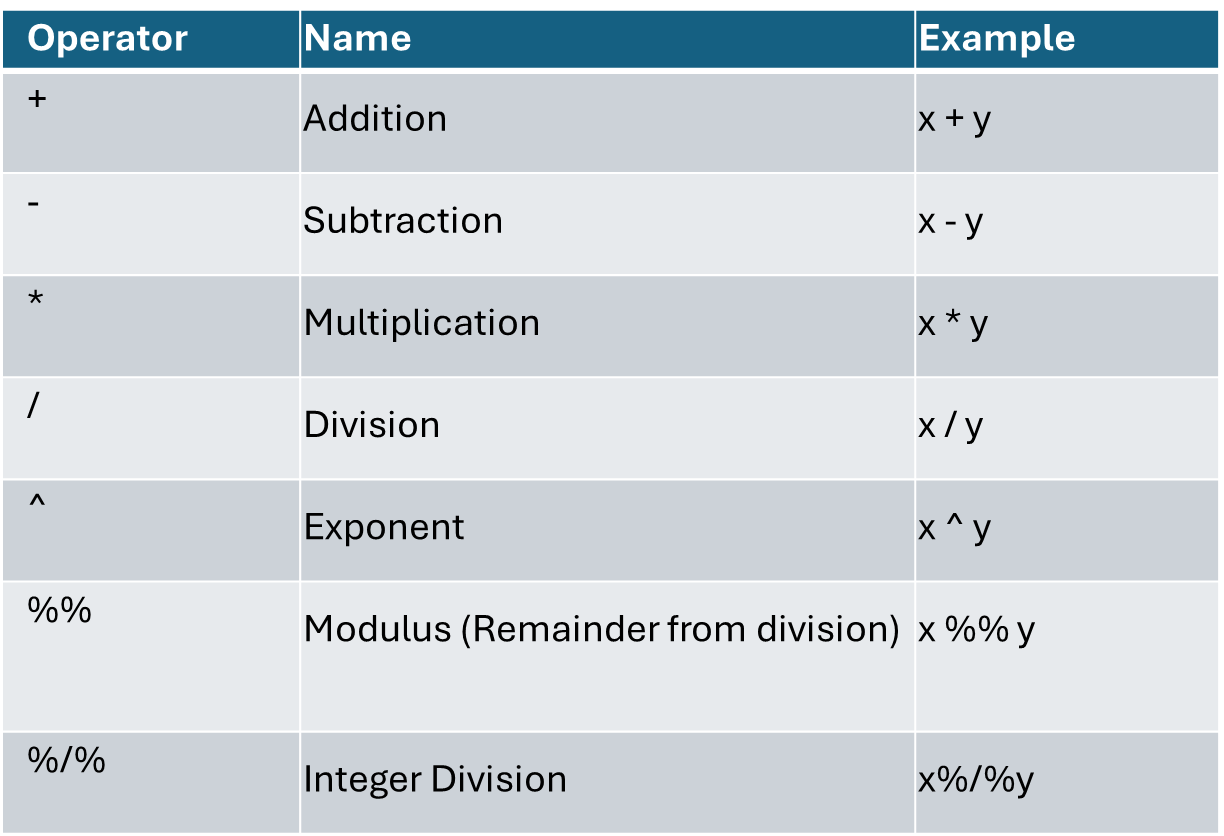 Operator Name Example
+ Addition x + y
- Subtraction x - y
* Multiplication x * y
/ Division x / y
^ Exponent x ^ y
%% Modulus (Remainder from division) x %% y
%/% Integer Division x%/%y